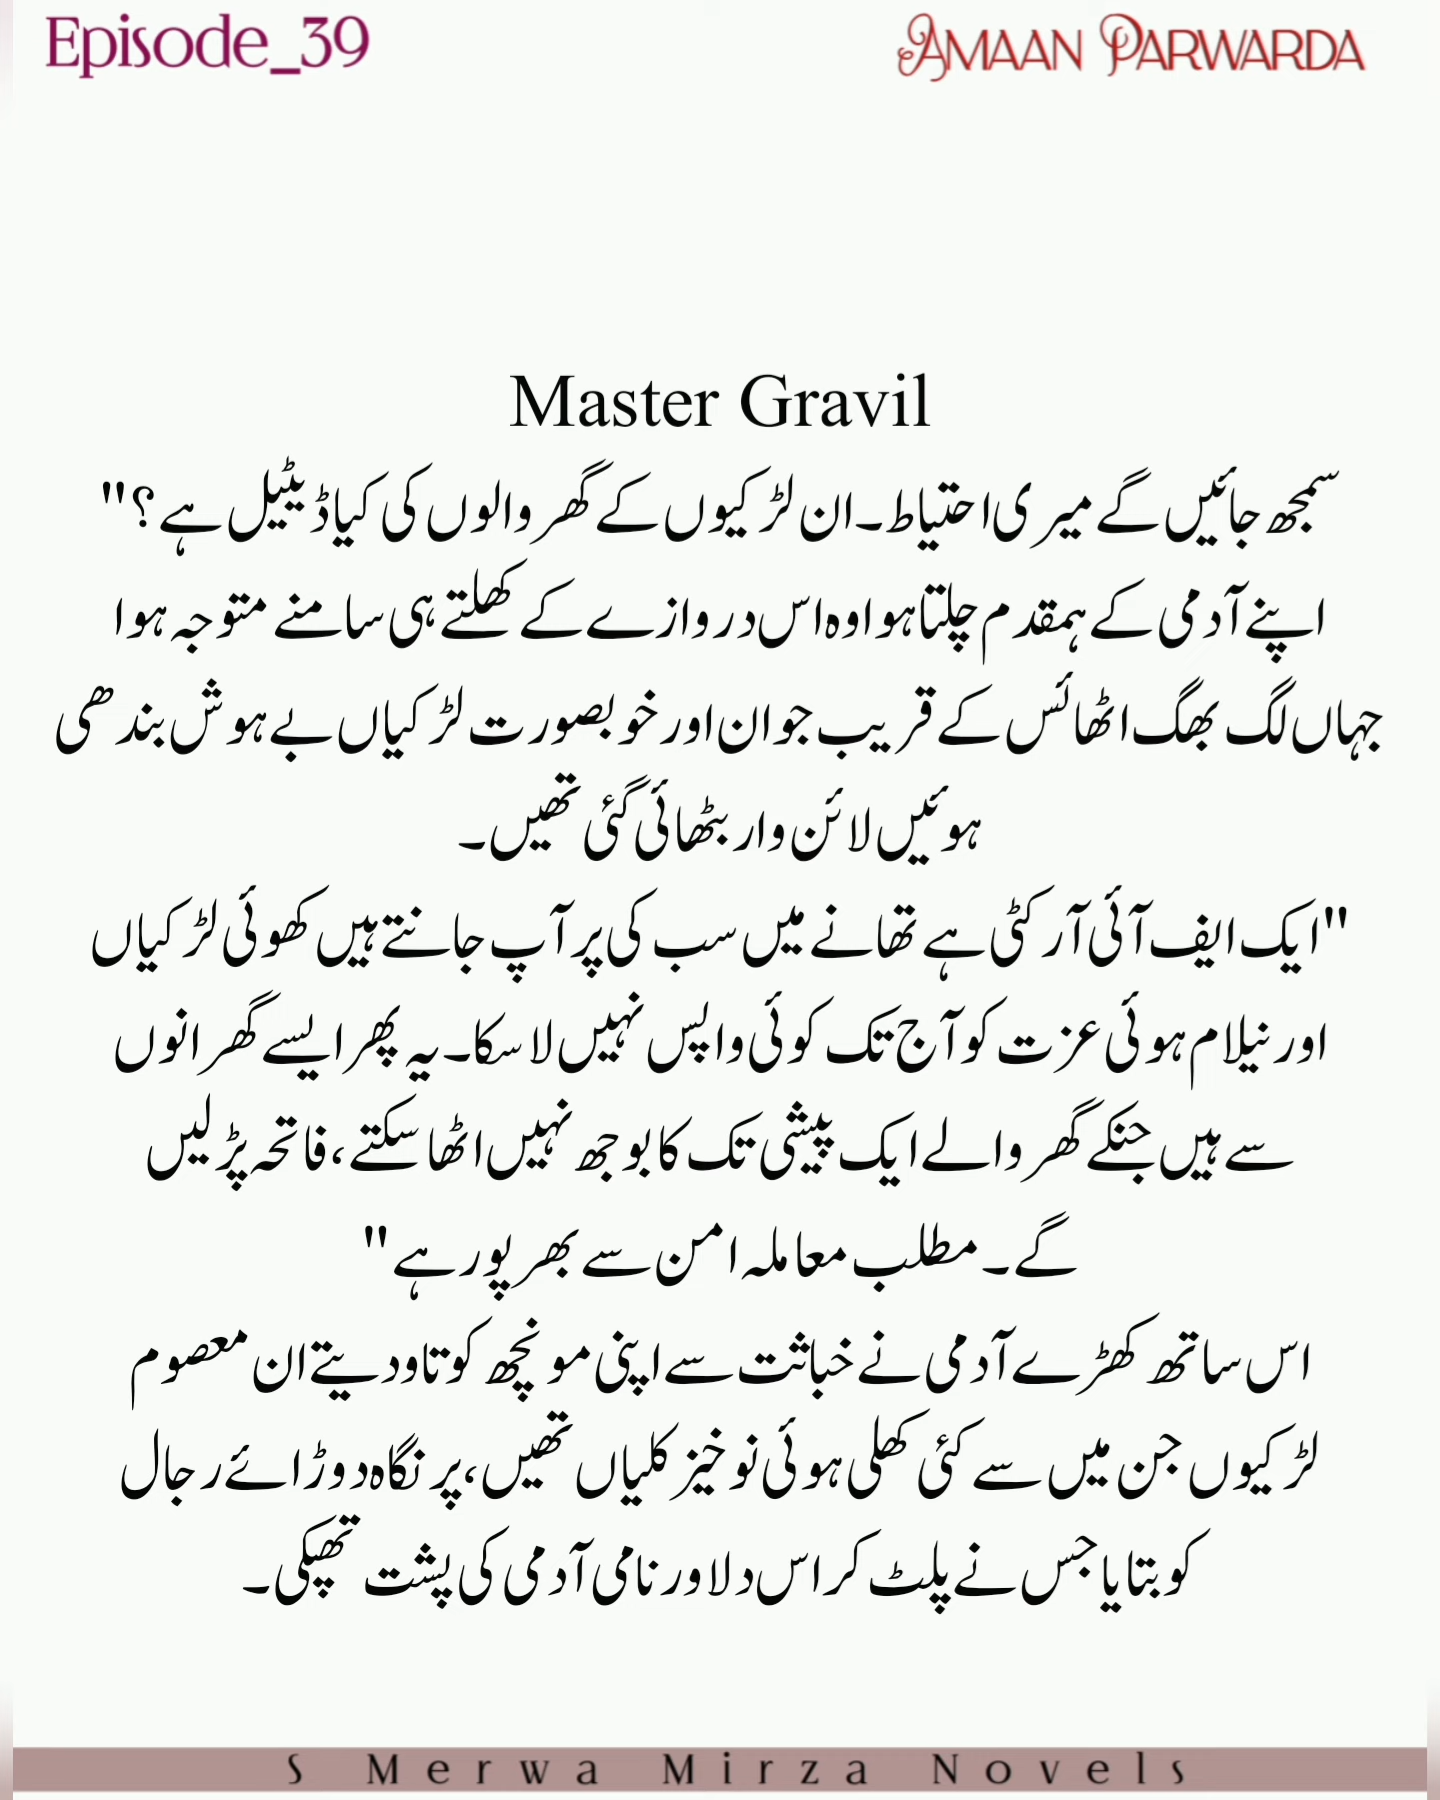 Episode_39
AMAAN PARWARDA
Master Gravil
سمجھ جائیں گے میری احتیاط۔ ان لڑکیوں کے گھر والوں کی کیا ڈیٹیل ہے؟"
اپنے آدمی کے ہمقدم چلتا ہوا وہ اس دروازے کے کھلتے ہی سامنے متوجہ ہوا
جہاں لگ بھگ اٹھائس کے قریب جوان اور خوبصورت لڑکیاں بے ہوش بندھی
ہوئیں لائن وار بٹھائی گئی تھیں۔
"ایک ایف آئی آر کٹی ہے تھانے میں سب کی پر آپ جانتے ہیں کھوئی لڑکیاں
اور نیلام ہوئی عزت کو آج تک کوئی واپس نہیں لا سکا۔ یہ پھر ایسے گھرانوں
سے ہیں جنکے گھر والے ایک پیشی تک کا بوجھ نہیں اٹھا سکتے، فاتحہ پڑلیں
گے۔ مطلب معاملہ امن سے بھرپور ہے"
اس ساتھ کھڑے آدمی نے خباثت سے اپنی مونچھ کو تاو دیتے ان معصوم
لڑکیوں جن میں سے کئی کھلی ہوئی نوخیز کلیاں تھیں، پر نگاہ دوڑائے رجال
کو بتایا جس نے پلٹ کر اس دلاور نامی آدمی کی پشت تھپکی۔
S Merwa Mirza Novels